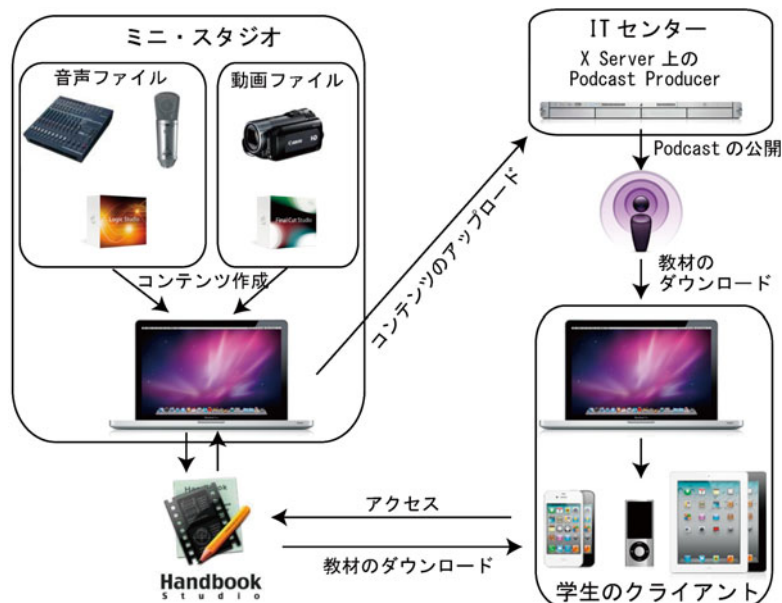 ミニ・スタジオ
音声ファイル
動画ファイル
Canon
HD
Logic Studio
Final Cut Studio
コンテンツ作成
コンテンツのアップロード
IT センター
X Server 上の
Podcast Producer
Podcast の公開
教材の
ダウンロード
アクセス
教材のダウンロード
Handbook
Handbook
Studio
学生のクライアント